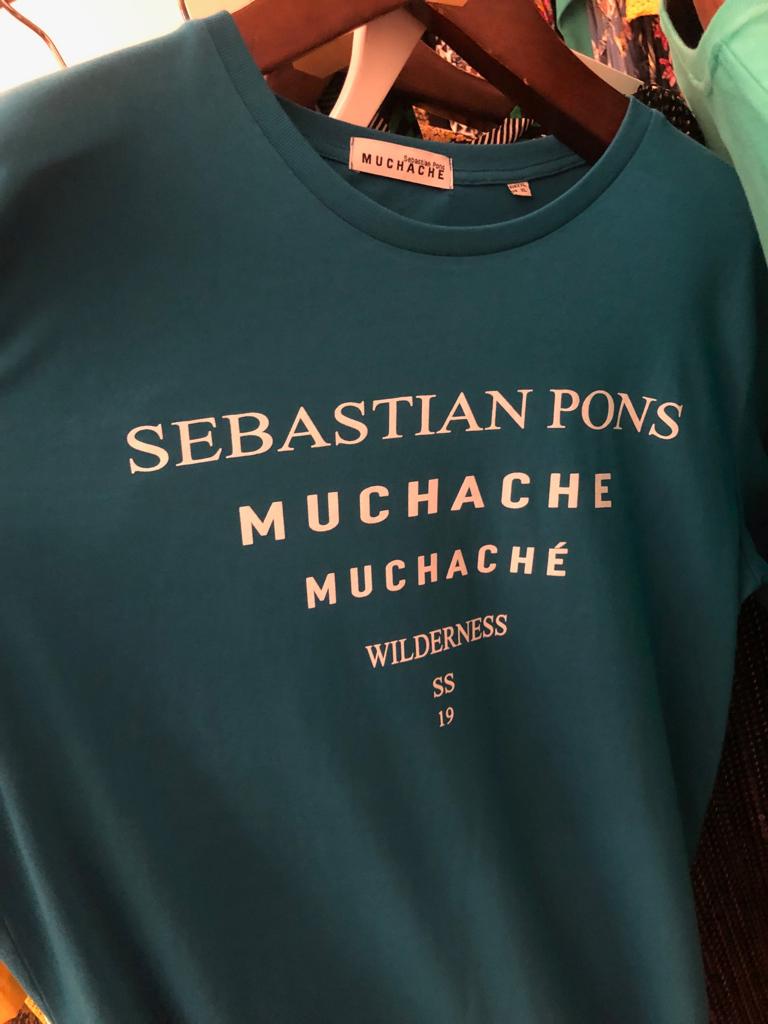 Sebastian Pons
MUCHACHE
SEBASTIAN PONS
MUCHACHE
MUCHACHÉ
WILDERNESS
SS
19